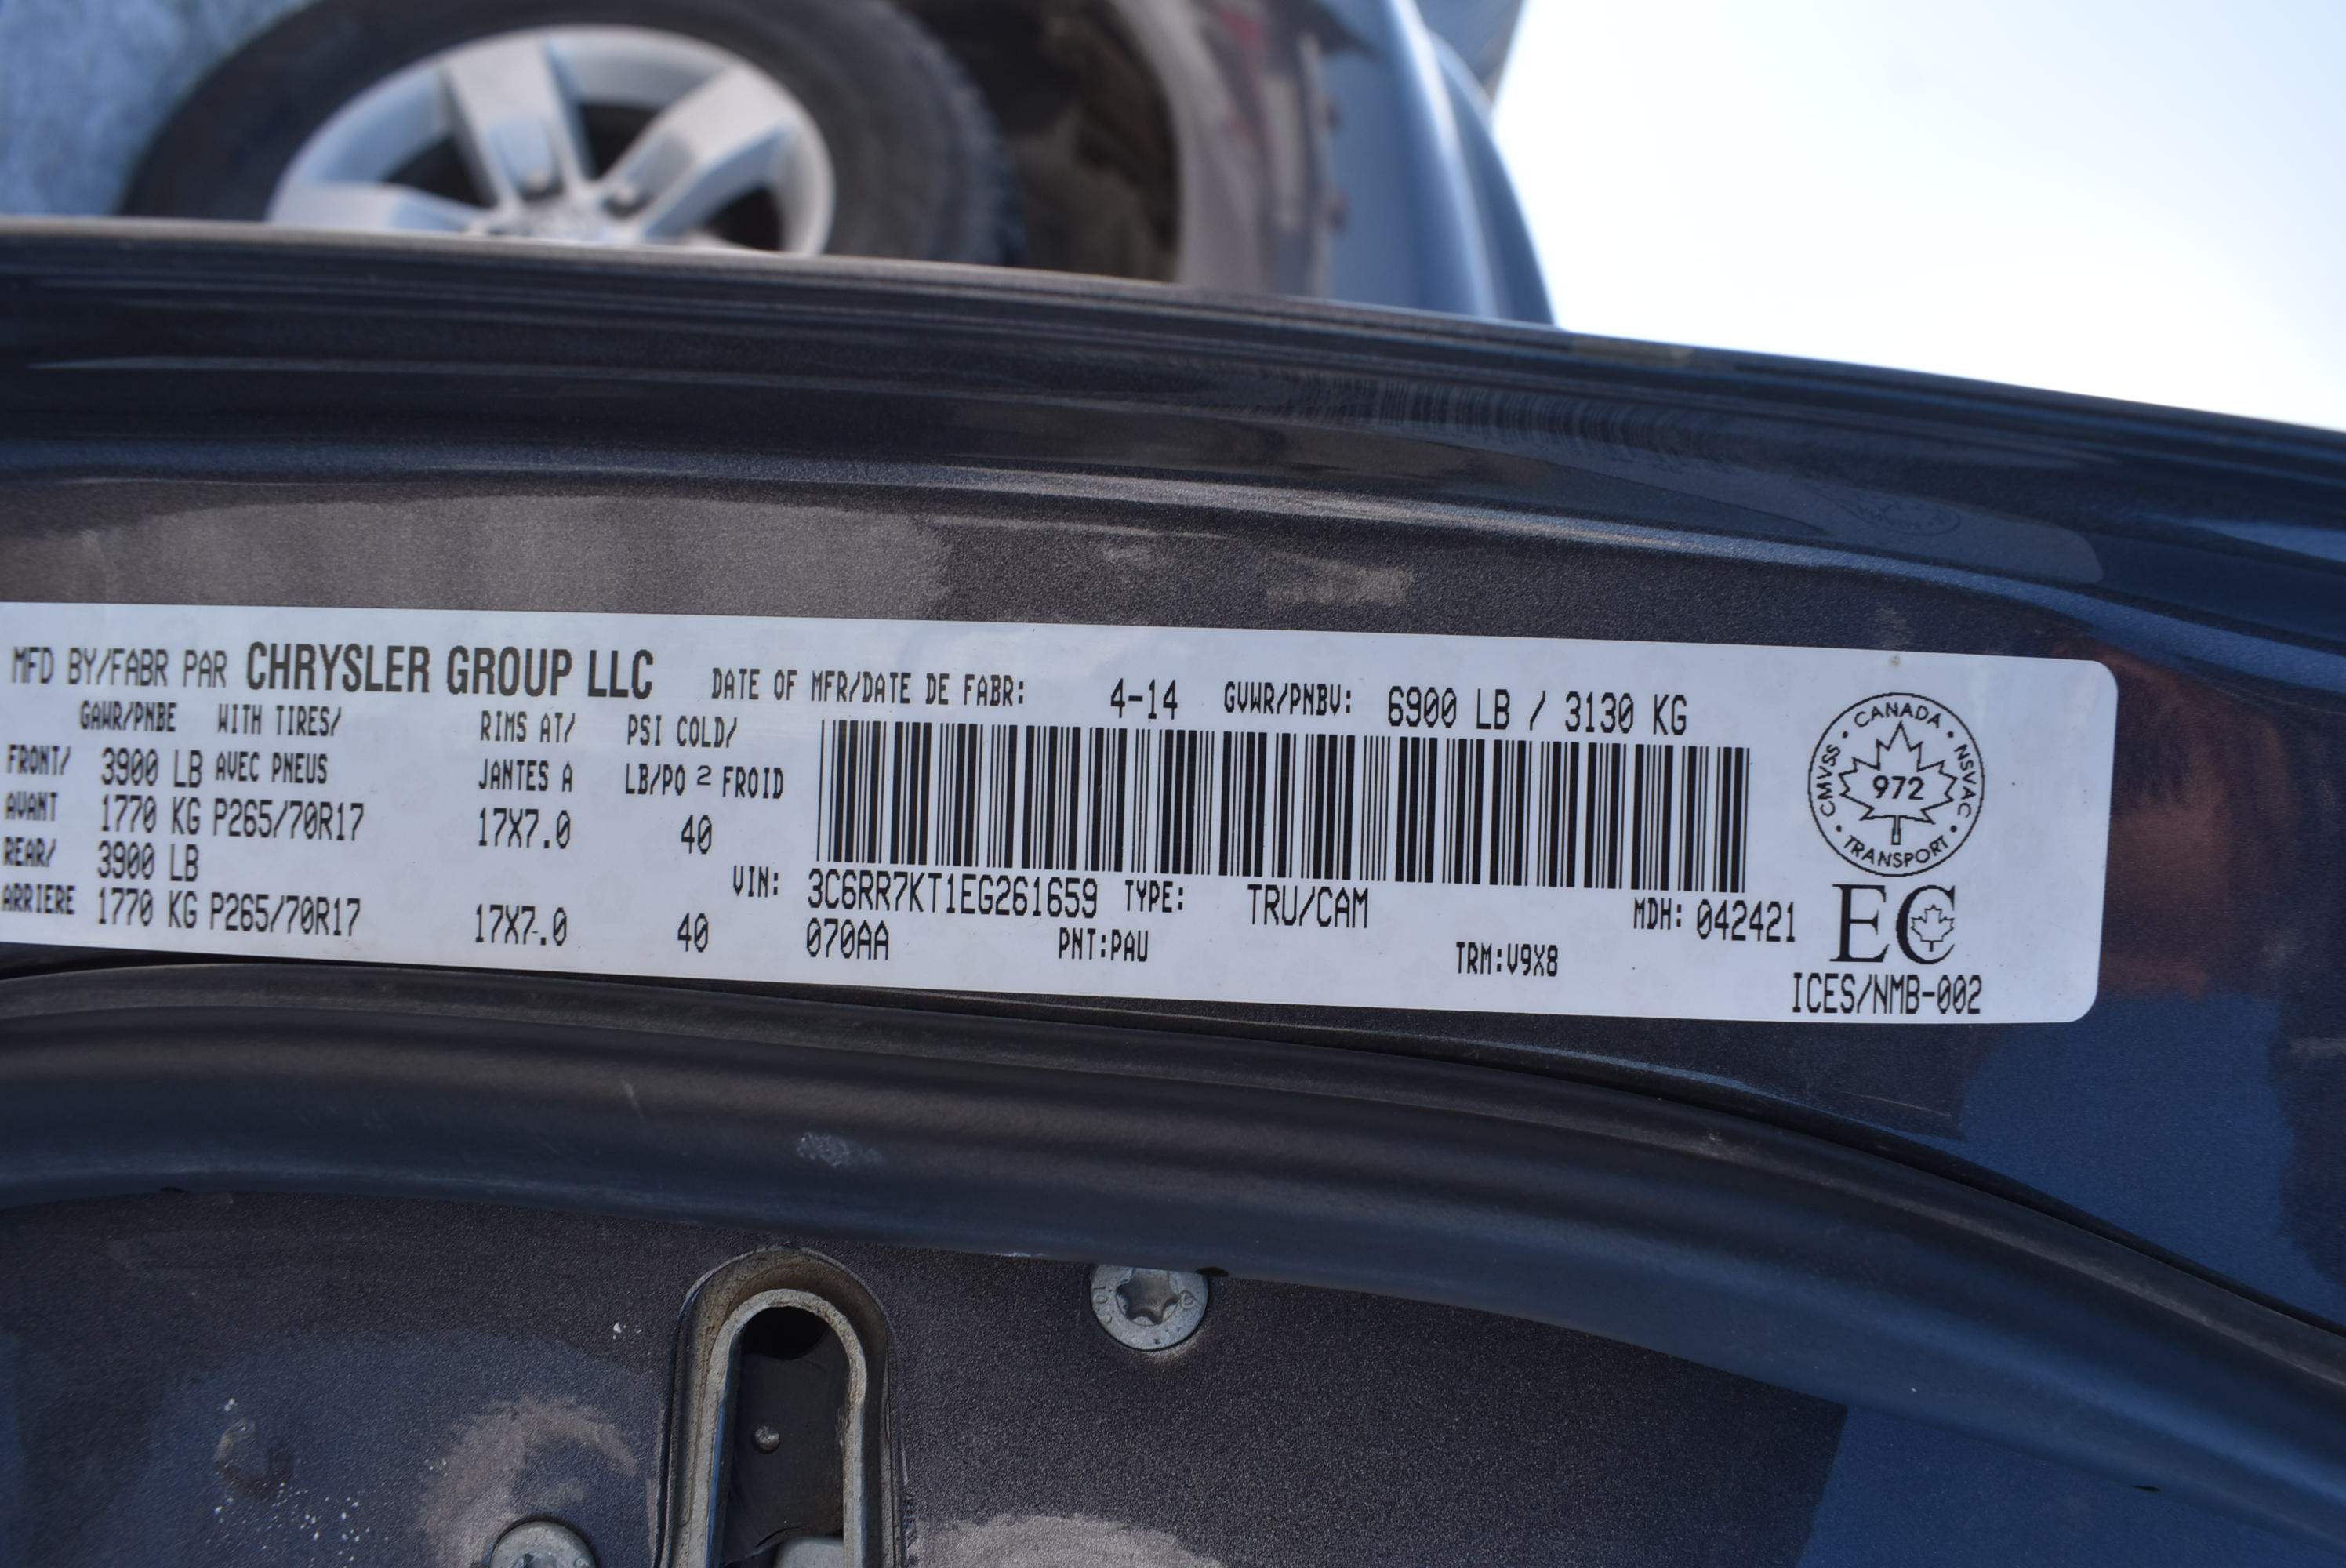 MFD BY/FABR PAR CHRYSLER GROUP LLC DATE OF MFR/DATE DE FABR: 4-14 GVWR/PNBV: 6900 LB / 3130 KG
GAWR/PNBE WITH TIRES/ RIMS AT/ PSI COLD/
FRONT/ 3900 LB AVEC PNEUS JANTES A LB/PO 2 FROID
AVANT 1770 KG P265/70R17 17X7.0 40
REAR/ 3900 LB
ARRIERE 1770 KG P265/70R17 17X7.0 40
VIN: 3C6RR7KT1EG261659 TYPE: TRU/CAM MDH: 042421
070AA PNT:PAU TRM:V9X8
CANADA
CMVSS 972 NSVAC
TRANSPORT
EC
ICES/NMB-002